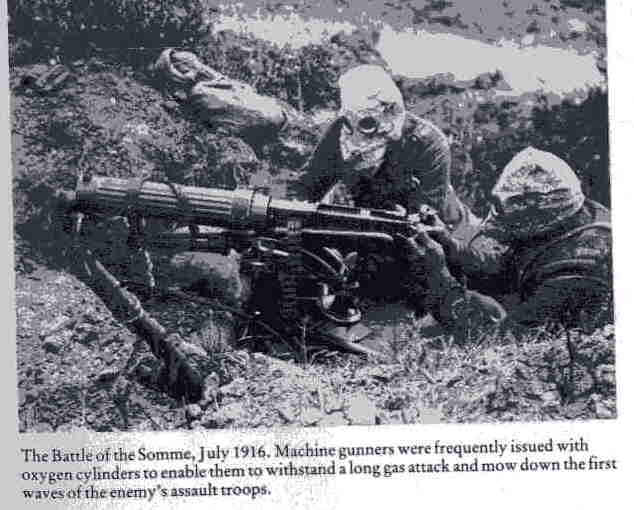 The Battle of the Somme, July 1916. Machine gunners were frequently issued with
oxygen cylinders to enable them to withstand a long gas attack and mow down the first
waves of the enemy's assault troops.